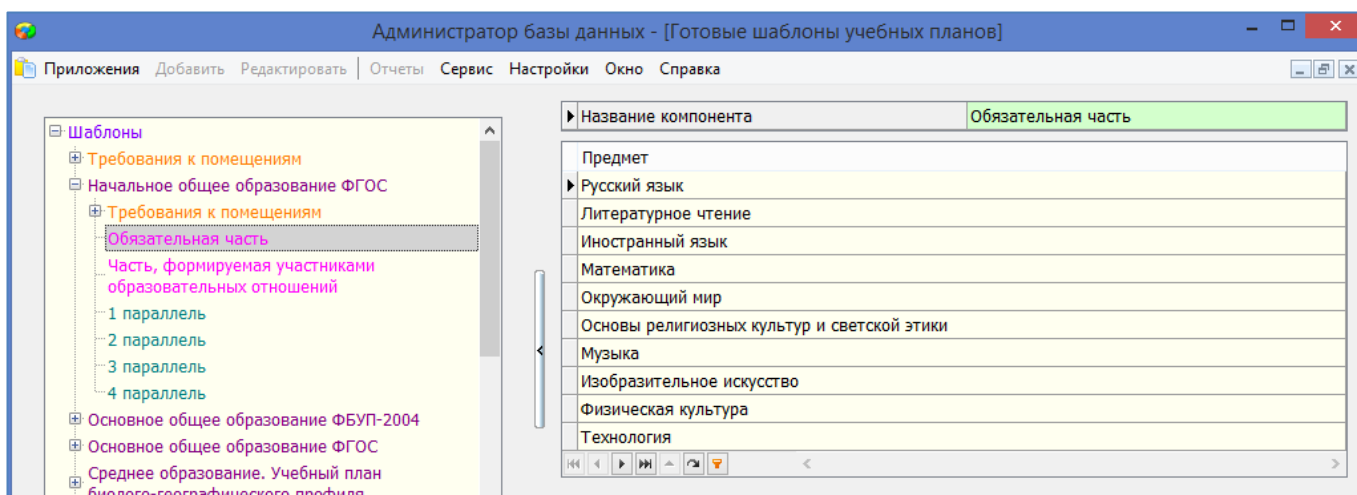 Администратор базы данных - [Готовые шаблоны учебных планов]
Приложения Добавить Редактировать Отчеты Сервис Настройки Окно Справка
Шаблоны
Требования к помещениям
Начальное общее образование ФГОС
Требования к помещениям
Обязательная часть
Часть, формируемая участниками
образовательных отношений
1 параллель
2 параллель
3 параллель
4 параллель
Основное общее образование ФБУП-2004
Основное общее образование ФГОС
Среднее образование. Учебный план
биолого-географического профиля
Название компонента Обязательная часть
Предмет
Русский язык
Литературное чтение
Иностранный язык
Математика
Окружающий мир
Основы религиозных культур и светской этики
Музыка
Изобразительное искусство
Физическая культура
Технология